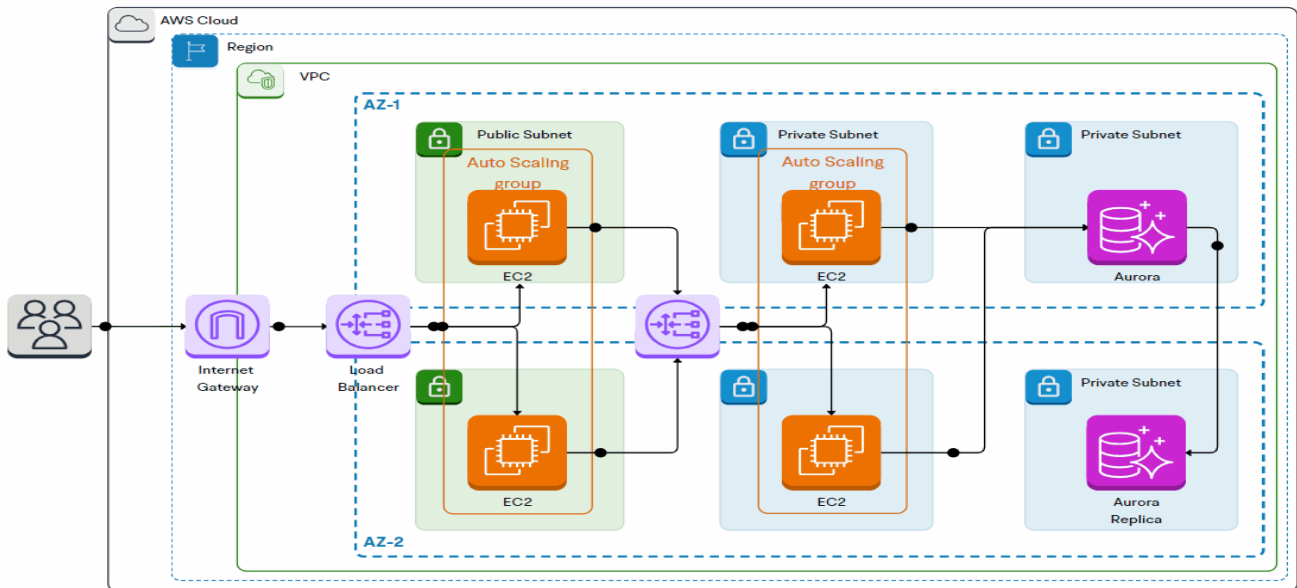 AWS Cloud
Region
VPC
AZ-1
Public Subnet
Private Subnet
Private Subnet
Auto Scaling
group
Auto Scaling
group
EC2
EC2
Aurora
Internet
Gateway
Load
Balancer
Private Subnet
EC2
EC2
Aurora
Replica
AZ-2